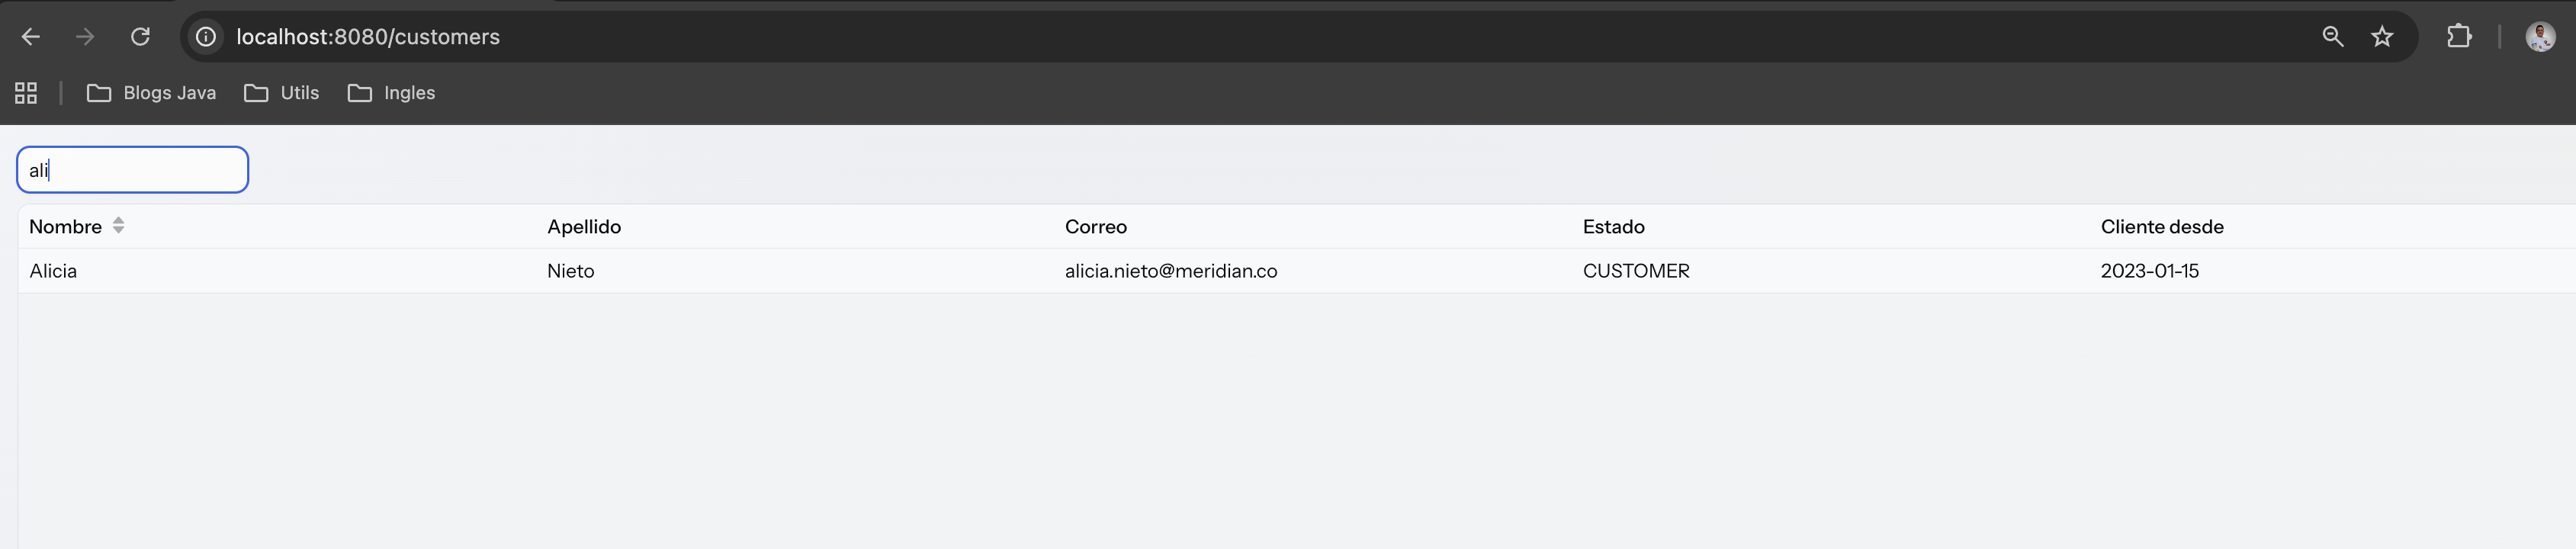 localhost:8080/customers
Blogs Java Utils Ingles
ali
Nombre Apellido Correo Estado Cliente desde
Alicia Nieto alicia.nieto@meridian.co CUSTOMER 2023-01-15